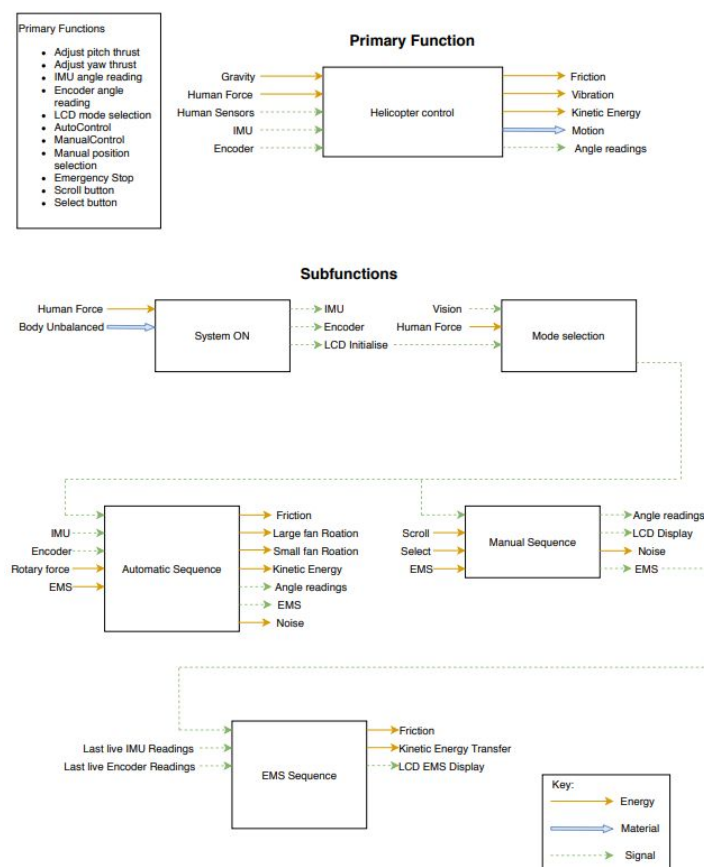 Primary Functions
Adjust pitch thrust
Adjust yaw thrust
IMU angle reading
Encoder angle
reading
LCD mode selection
AutoControl
ManualControl
Manual position
selection
Emergency Stop
Scroll button
Select button
Primary Function
Gravity
Human Force
Human Sensors
IMU
Encoder
Helicopter control
Friction
Vibration
Kinetic Energy
Motion
Angle readings
Subfunctions
Human Force
Body Unbalanced
System ON
IMU
Encoder
LCD Initialise
Vision
Human Force
Mode selection
IMU
Encoder
Rotary force
EMS
Automatic Sequence
Friction
Large fan Roation
Small fan Roation
Kinetic Energy
Angle readings
EMS
Noise
Scroll
Select
EMS
Manual Sequence
Angle readings
LCD Display
Noise
EMS
Last live IMU Readings
Last live Encoder Readings
EMS Sequence
Friction
Kinetic Energy Transfer
LCD EMS Display
Key:
Energy
Material
Signal